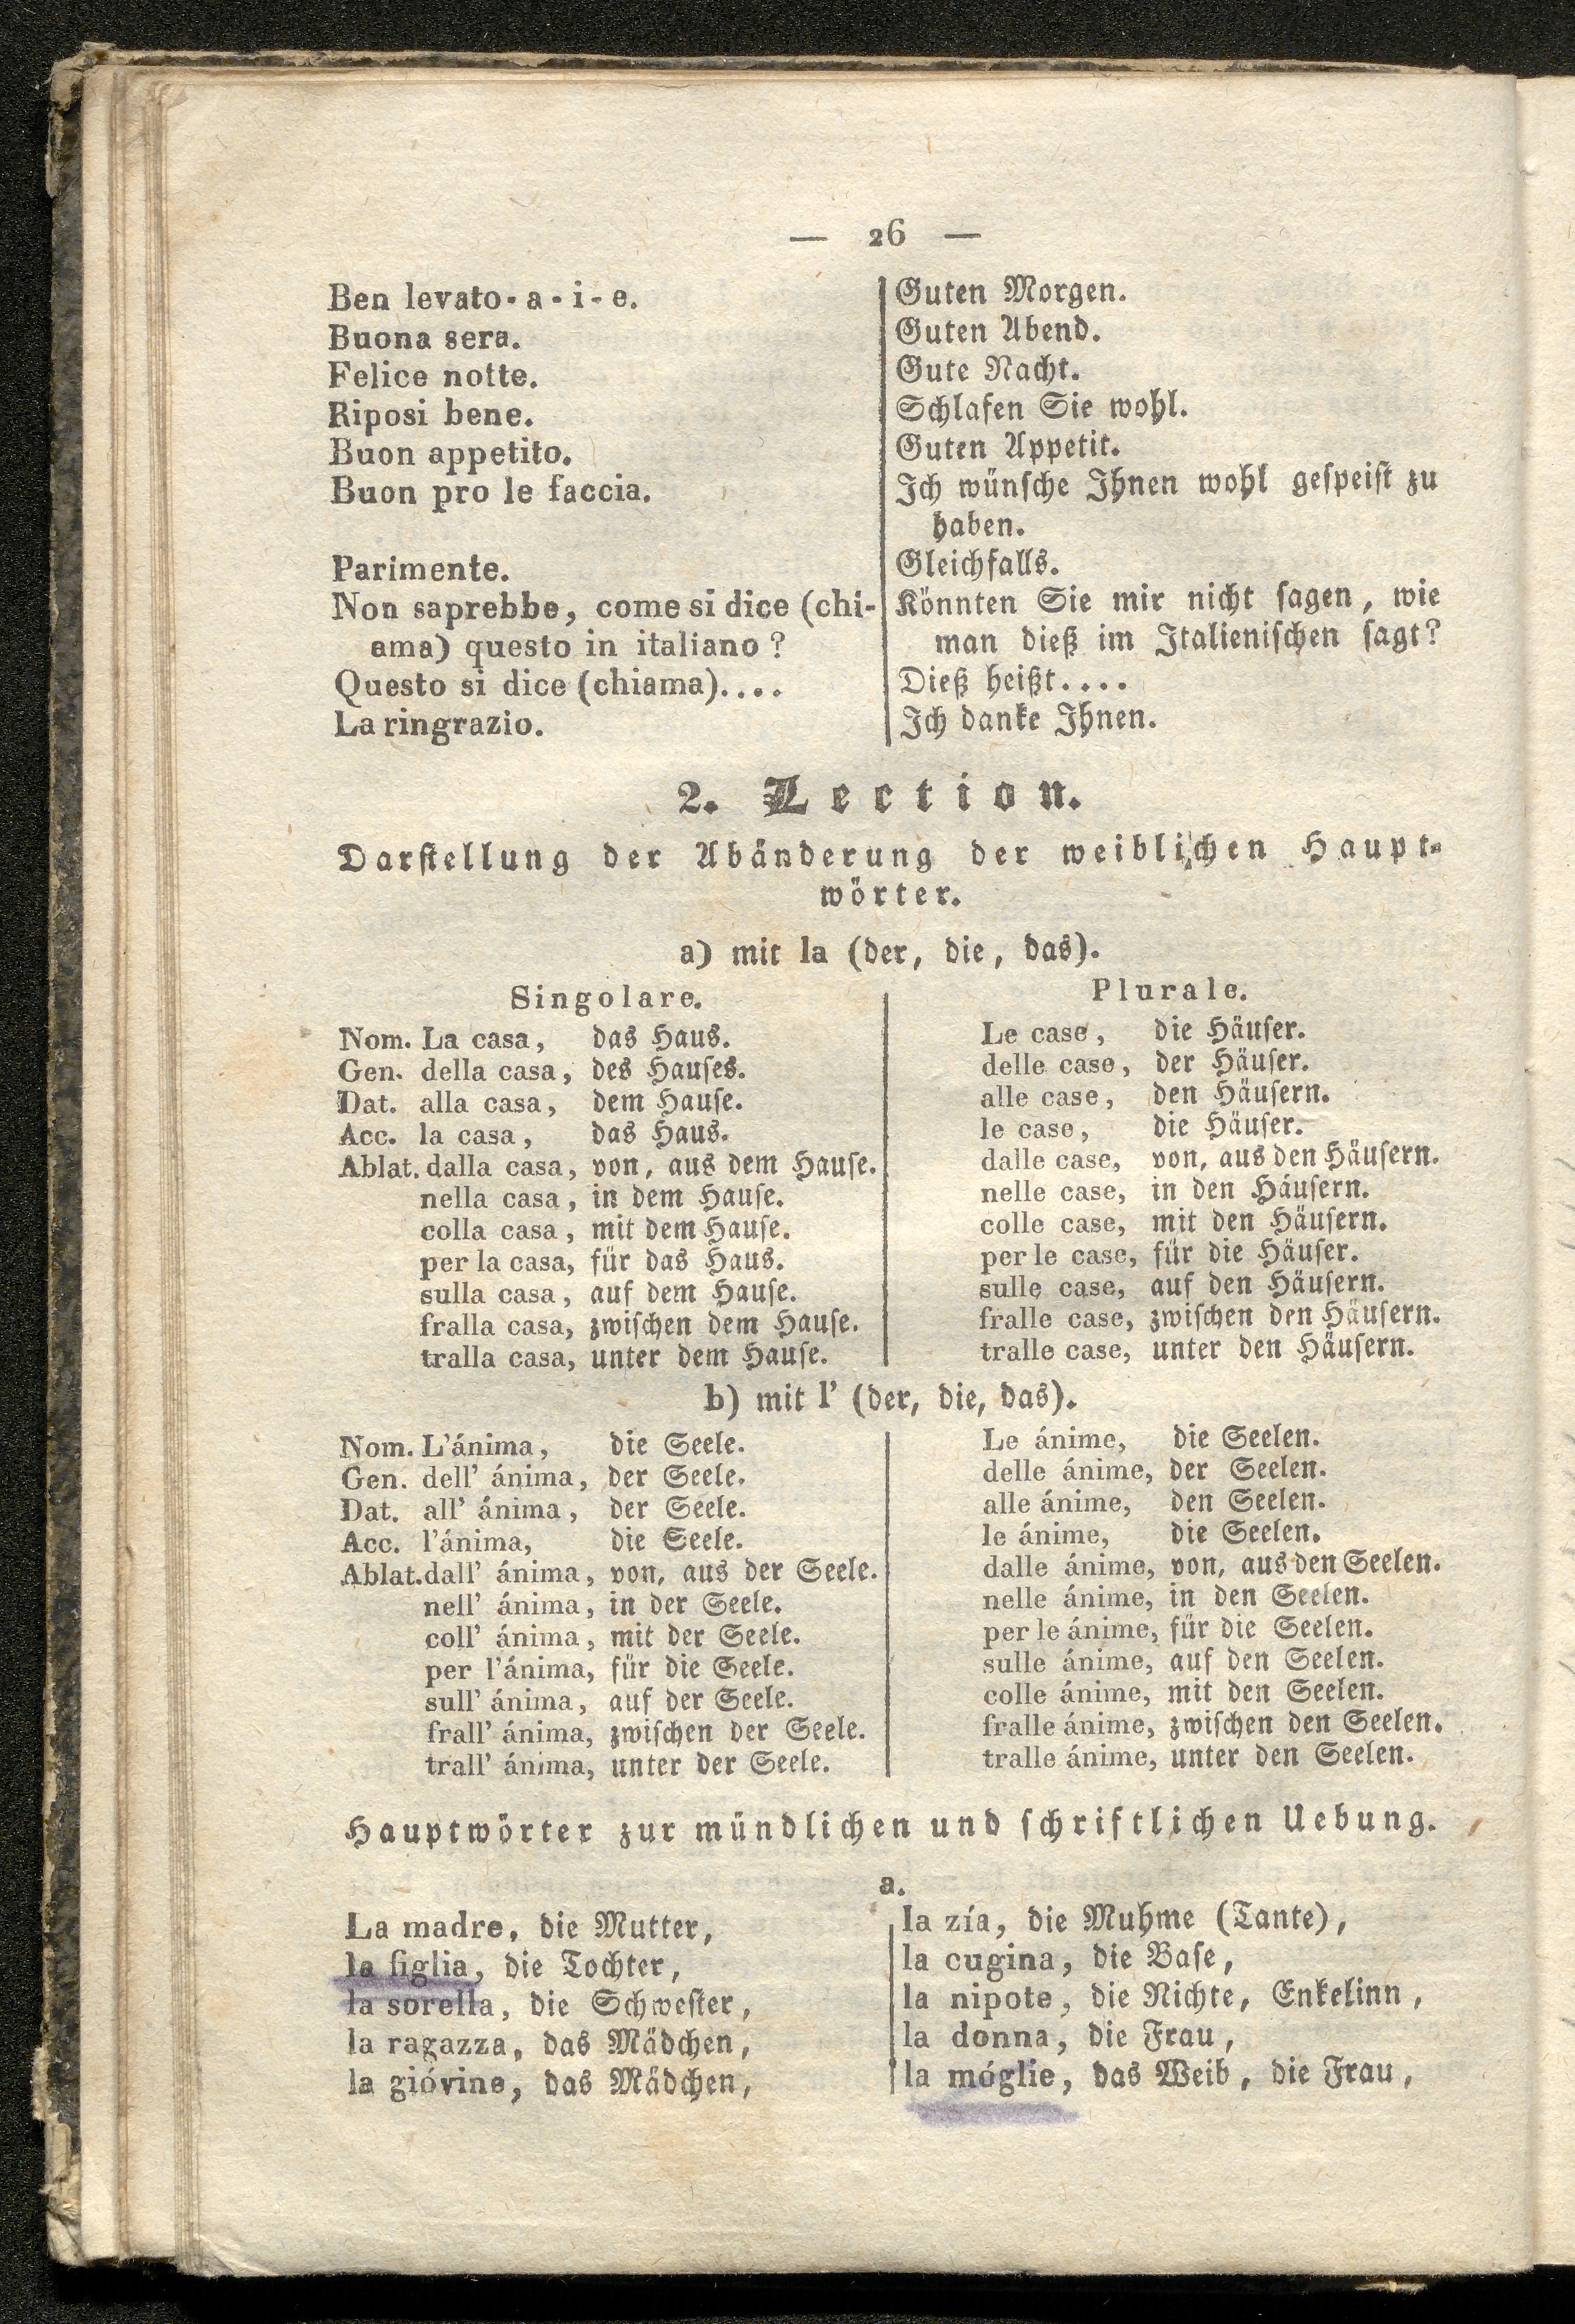 — 26 —
Ben levato-a-i-e. Guten Morgen.
Buona sera. Guten Abend.
Felice notte. Gute Nacht.
Riposi bene. Schlafen Sie wohl.
Buon appetito. Guten Appetit.
Buon pro le faccia. Ich wünsche Ihnen wohl gespeist zu
haben.
Parimente. Gleichfalls.
Non saprebbe, come si dice (chi- Könnten Sie mir nicht sagen, wie
ama) questo in italiano? man dieß im Italienischen sagt?
Questo si dice (chiama).... Dieß heißt....
La ringrazio. Ich danke Ihnen.
2. Lection.
Darstellung der Abänderung der weiblichen Haupt-
wörter.
a) mit la (der, die, das).
Singolare. Plurale.
Nom. La casa, das Haus. Le case, die Häuser.
Gen. della casa, des Hauses. delle case, der Häuser.
Dat. alla casa, dem Hause. alle case, den Häusern.
Acc. la casa, das Haus. le case, die Häuser.
Ablat. dalla casa, von, aus dem Hause. dalle case, von, aus den Häusern.
nella casa, in dem Hause. nelle case, in den Häusern.
colla casa, mit dem Hause. colle case, mit den Häusern.
per la casa, für das Haus. per le case, für die Häuser.
sulla casa, auf dem Hause. sulle case, auf den Häusern.
fralla casa, zwischen dem Hause. fralle case, zwischen den Häusern.
tralla casa, unter dem Hause. tralle case, unter den Häusern.
b) mit l' (der, die, das).
Nom. L'ánima, die Seele. Le ánime, die Seelen.
Gen. dell' ánima, der Seele. delle ánime, der Seelen.
Dat. all' ánima, der Seele. alle ánime, den Seelen.
Acc. l'ánima, die Seele. le ánime, die Seelen.
Ablat. dall' ánima, von, aus der Seele. dalle ánime, von, aus den Seelen.
nell' ánima, in der Seele. nelle ánime, in den Seelen.
coll' ánima, mit der Seele. per le ánime, für die Seelen.
per l'ánima, für die Seele. sulle ánime, auf den Seelen.
sull' ánima, auf der Seele. colle ánime, mit den Seelen.
frall' ánima, zwischen der Seele. fralle ánime, zwischen den Seelen.
trall' ánima, unter der Seele. tralle ánime, unter den Seelen.
Hauptwörter zur mündlichen und schriftlichen Uebung.
a.
La madre, die Mutter, la zía, die Muhme (Tante),
la figlia, die Tochter, la cugina, die Base,
la sorella, die Schwester, la nipote, die Nichte, Enkelinn,
la ragazza, das Mädchen, la donna, die Frau,
la gióvine, das Mädchen, la móglie, das Weib, die Frau,